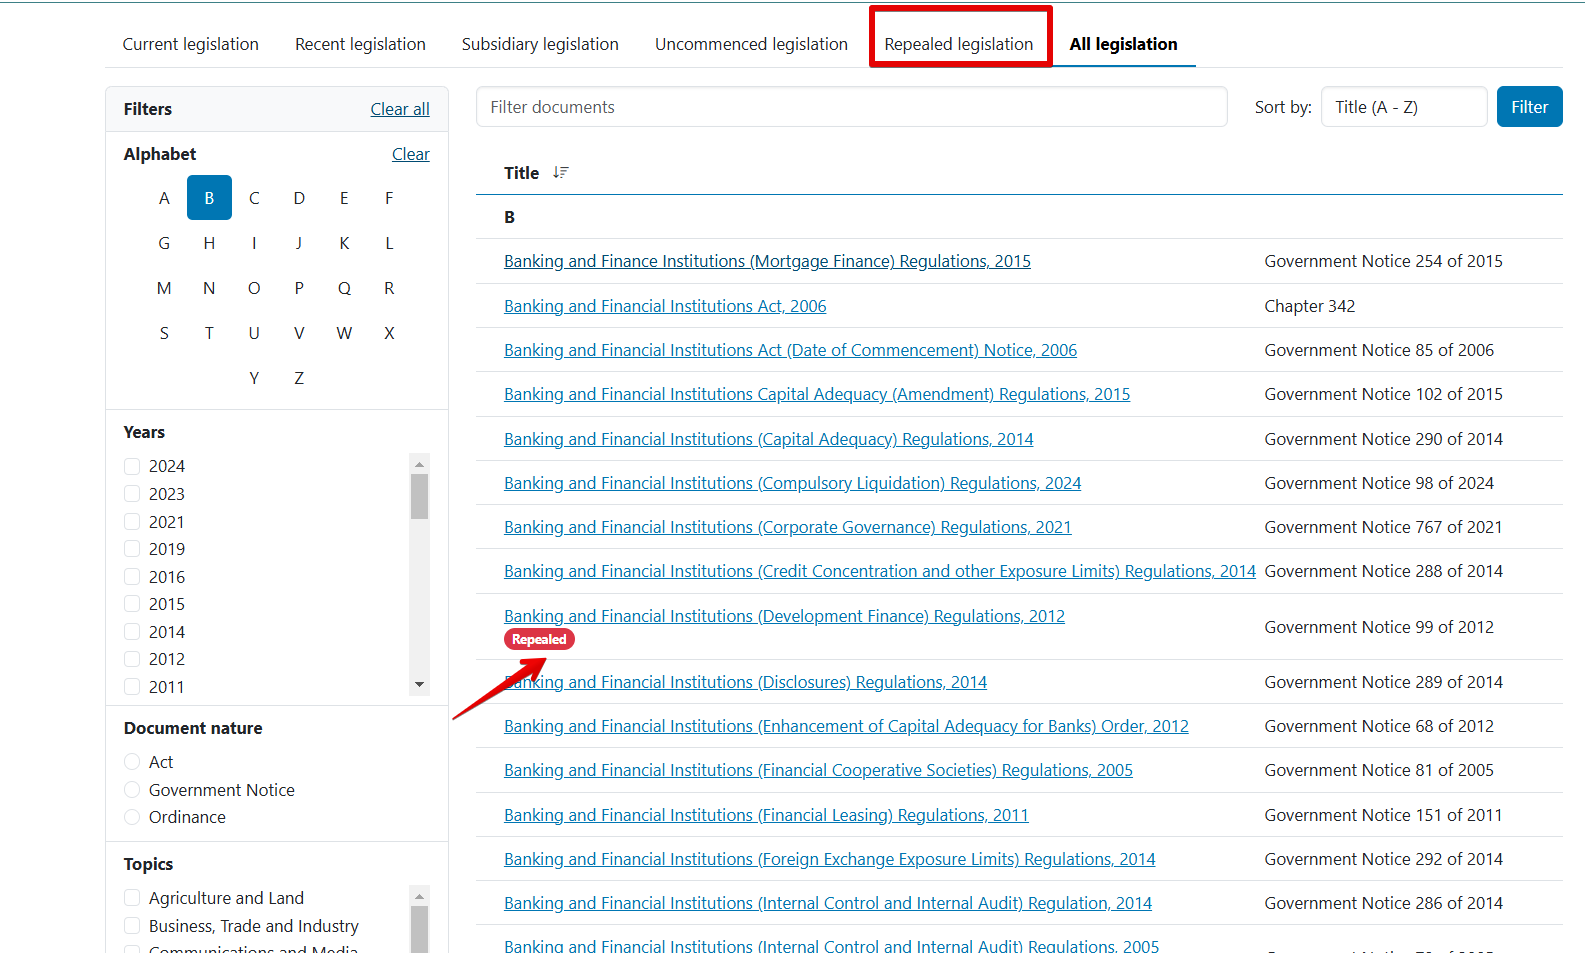 Current legislation Recent legislation Subsidiary legislation Uncommenced legislation Repealed legislation All legislation
Filters Clear all
Filter documents Sort by: Title (A - Z) Filter
Alphabet Clear
A B C D E F
G H I J K L
M N O P Q R
S T U V W X
Y Z
Years
2024
2023
2021
2019
2016
2015
2014
2012
2011
Document nature
Act
Government Notice
Ordinance
Topics
Agriculture and Land
Business, Trade and Industry
Communications and Media
Title
B
Banking and Finance Institutions (Mortgage Finance) Regulations, 2015 Government Notice 254 of 2015
Banking and Financial Institutions Act, 2006 Chapter 342
Banking and Financial Institutions Act (Date of Commencement) Notice, 2006 Government Notice 85 of 2006
Banking and Financial Institutions Capital Adequacy (Amendment) Regulations, 2015 Government Notice 102 of 2015
Banking and Financial Institutions (Capital Adequacy) Regulations, 2014 Government Notice 290 of 2014
Banking and Financial Institutions (Compulsory Liquidation) Regulations, 2024 Government Notice 98 of 2024
Banking and Financial Institutions (Corporate Governance) Regulations, 2021 Government Notice 767 of 2021
Banking and Financial Institutions (Credit Concentration and other Exposure Limits) Regulations, 2014 Government Notice 288 of 2014
Banking and Financial Institutions (Development Finance) Regulations, 2012 Government Notice 99 of 2012
Repealed
Banking and Financial Institutions (Disclosures) Regulations, 2014 Government Notice 289 of 2014
Banking and Financial Institutions (Enhancement of Capital Adequacy for Banks) Order, 2012 Government Notice 68 of 2012
Banking and Financial Institutions (Financial Cooperative Societies) Regulations, 2005 Government Notice 81 of 2005
Banking and Financial Institutions (Financial Leasing) Regulations, 2011 Government Notice 151 of 2011
Banking and Financial Institutions (Foreign Exchange Exposure Limits) Regulations, 2014 Government Notice 292 of 2014
Banking and Financial Institutions (Internal Control and Internal Audit) Regulation, 2014 Government Notice 286 of 2014
Banking and Financial Institutions (Internal Control and Internal Audit) Regulations, 2005